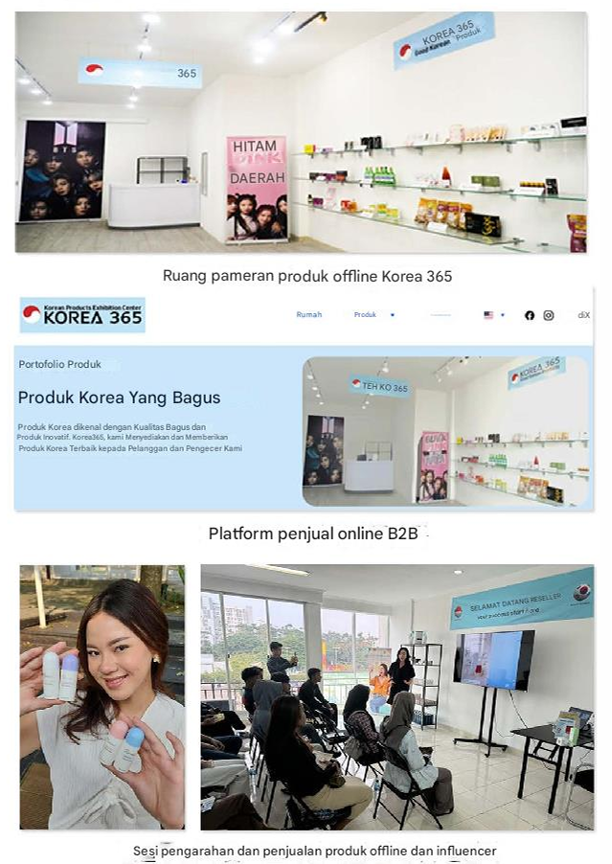 365
KOREA 365
Good Korean Produk
BTS
HITAM
PINK
DAERAH
Ruang pameran produk offline Korea 365
Korean Products Exhibition Center
KOREA 365
Rumah
Produk
diX
Portofolio Produk
Produk Korea Yang Bagus
Produk Korea dikenal dengan Kualitas Bagus dan
Produk Inovatif. Korea365, kami Menyediakan dan Memberikan
Produk Korea Terbaik kepada Pelanggan dan Pengecer Kami
TEH KO 365
KOREA 365
Platform penjual online B2B
SELAMAT DATANG RESELLER
Sesi pengarahan dan penjualan produk offline dan influencer